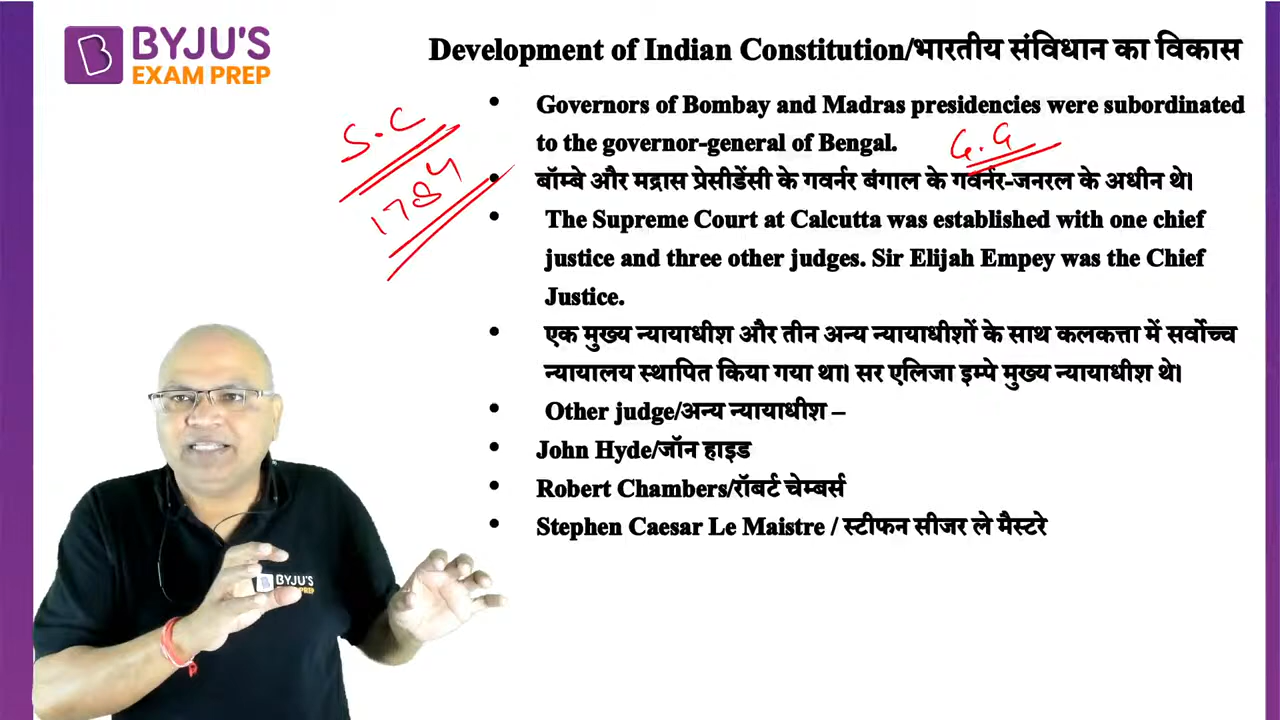 BYJU'S
EXAM PREP
Development of Indian Constitution/भारतीय संविधान का विकास
• Governors of Bombay and Madras presidencies were subordinated
to the governor-general of Bengal.
G.G
• बॉम्बे और मद्रास प्रेसीडेंसी के गवर्नर बंगाल के गवर्नर-जनरल के अधीन थे।
S.C
1784
• The Supreme Court at Calcutta was established with one chief
justice and three other judges. Sir Elijah Empey was the Chief
Justice.
• एक मुख्य न्यायाधीश और तीन अन्य न्यायाधीशों के साथ कलकत्ता में सर्वोच्च
न्यायालय स्थापित किया गया था। सर एलिजा इम्पे मुख्य न्यायाधीश थे।
• Other judge/अन्य न्यायाधीश –
• John Hyde/जॉन हाइड
• Robert Chambers/रॉबर्ट चेम्बर्स
• Stephen Caesar Le Maistre / स्टीफन सीजर ले मैस्टरे
BYJU'S